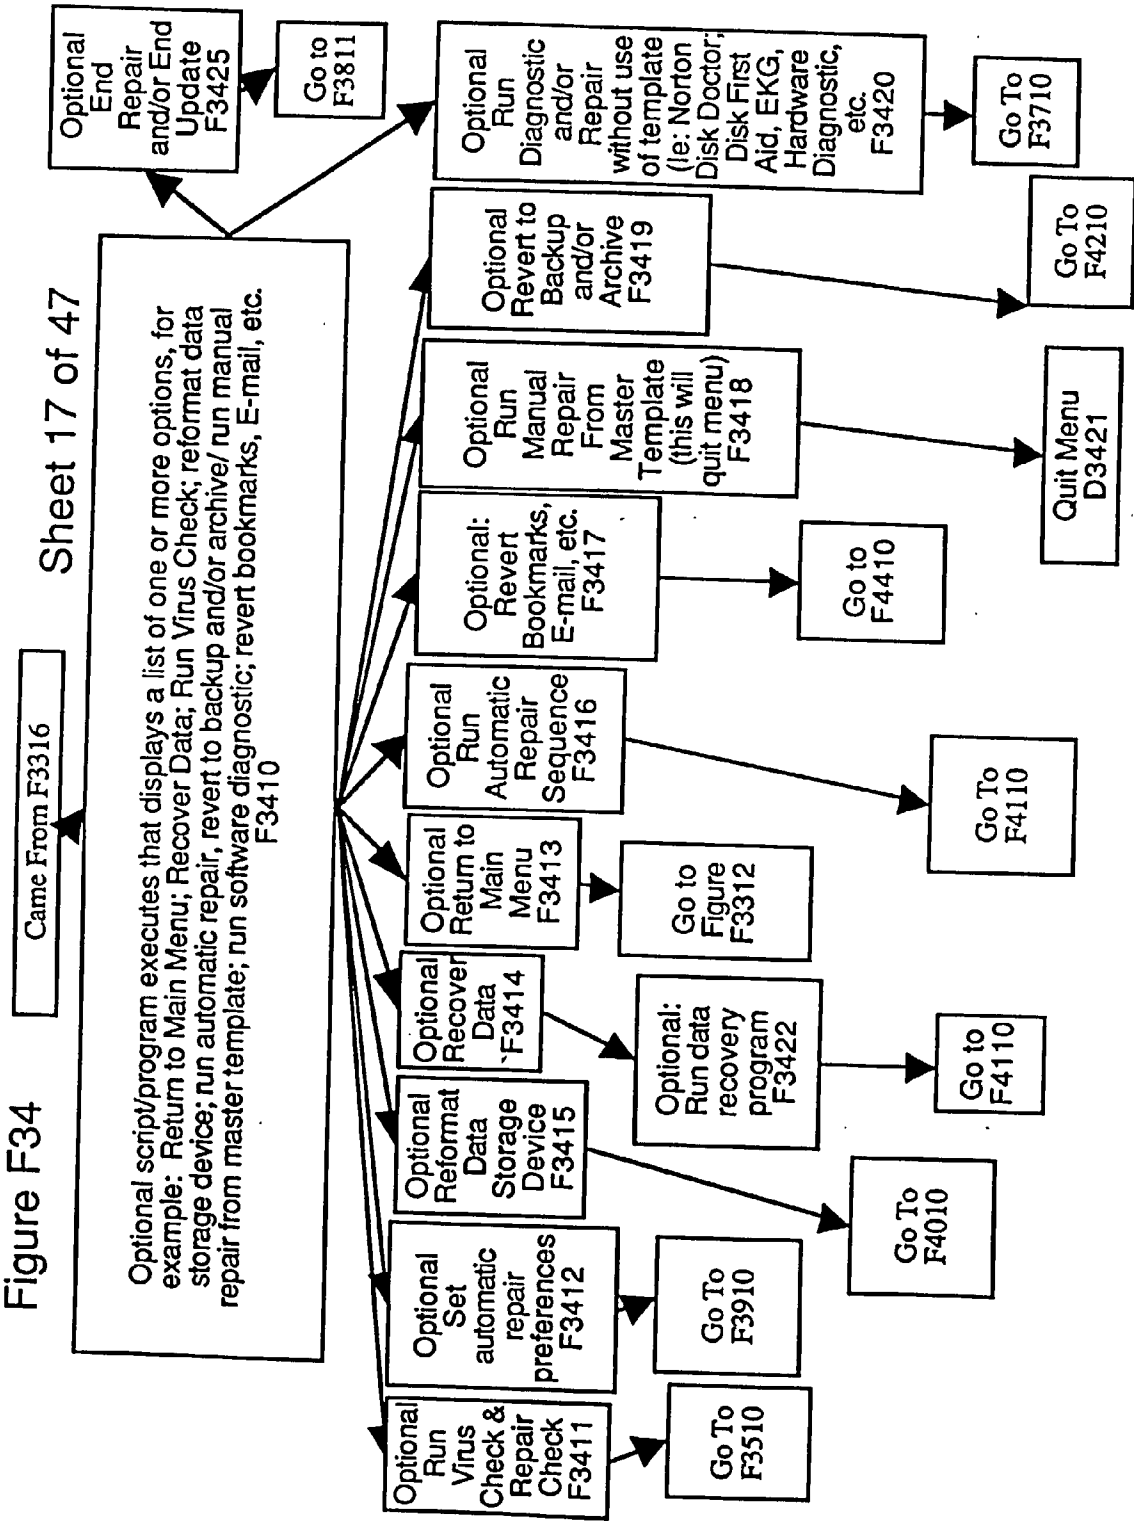 Figure F34
Sheet 17 of 47
Came From F3316
Optional script/program executes that displays a list of one or more options, for
example: Return to Main Menu; Recover Data; Run Virus Check; reformat data
storage device; run automatic repair, revert to backup and/or archive/ run manual
repair from master template; run software diagnostic; revert bookmarks, E-mail, etc.
F3410
Optional
Run
Virus
Check &
Repair
Check
F3411
Go To
F3510
Optional
Set
automatic
repair
preferences
F3412
Go To
F3910
Optional
Reformat
Data
Storage
Device
F3415
Go To
F4010
Optional
Recover
Data
F3414
Optional:
Run data
recovery
program
F3422
Go to
F4110
Optional
Return to
Main
Menu
F3413
Go to
Figure
F3312
Optional
Run
Automatic
Repair
Sequence
F3416
Go To
F4110
Optional:
Revert
Bookmarks,
E-mail, etc.
F3417
Go to
F4410
Optional
Run
Manual
Repair
From
Master
Template
(this will
quit menu)
F3418
Quit Menu
D3421
Optional
Revert to
Backup
and/or
Archive
F3419
Go To
F4210
Optional
Run
Diagnostic
and/or
Repair
without use
of template
(Ie: Norton
Disk Doctor;
Disk First
Aid, EKG,
Hardware
Diagnostic,
etc.
F3420
Go To
F3710
Optional
End
Repair
and/or End
Update
F3425
Go to
F3811